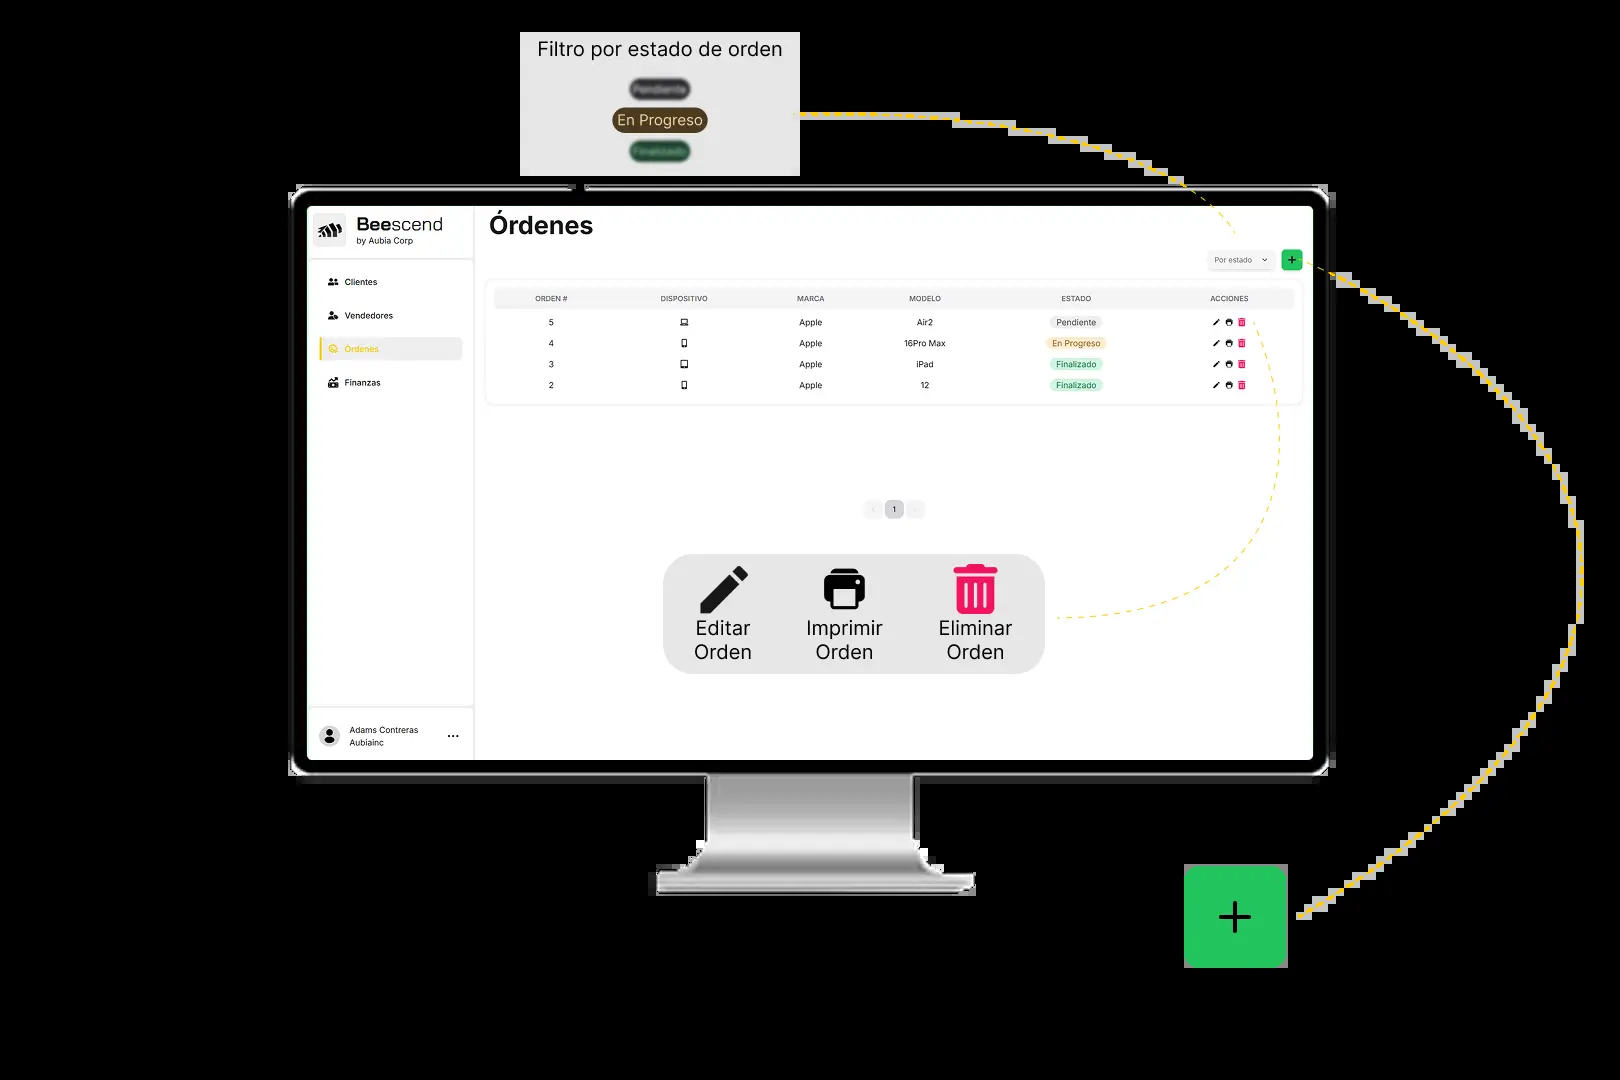 Filtro por estado de orden
Pendiente
En Progreso
Finalizado
Beescend
by Aubia Corp
Órdenes
Clientes
Vendedores
Órdenes
Finanzas
Por estado
+
ORDEN # DISPOSITIVO MARCA MODELO ESTADO ACCIONES
5 Apple Air2 Pendiente
4 Apple 16Pro Max En Progreso
3 Apple iPad Finalizado
2 Apple 12 Finalizado
1
Editar Orden
Imprimir Orden
Eliminar Orden
Adams Contreras
Aubiainc
...
+